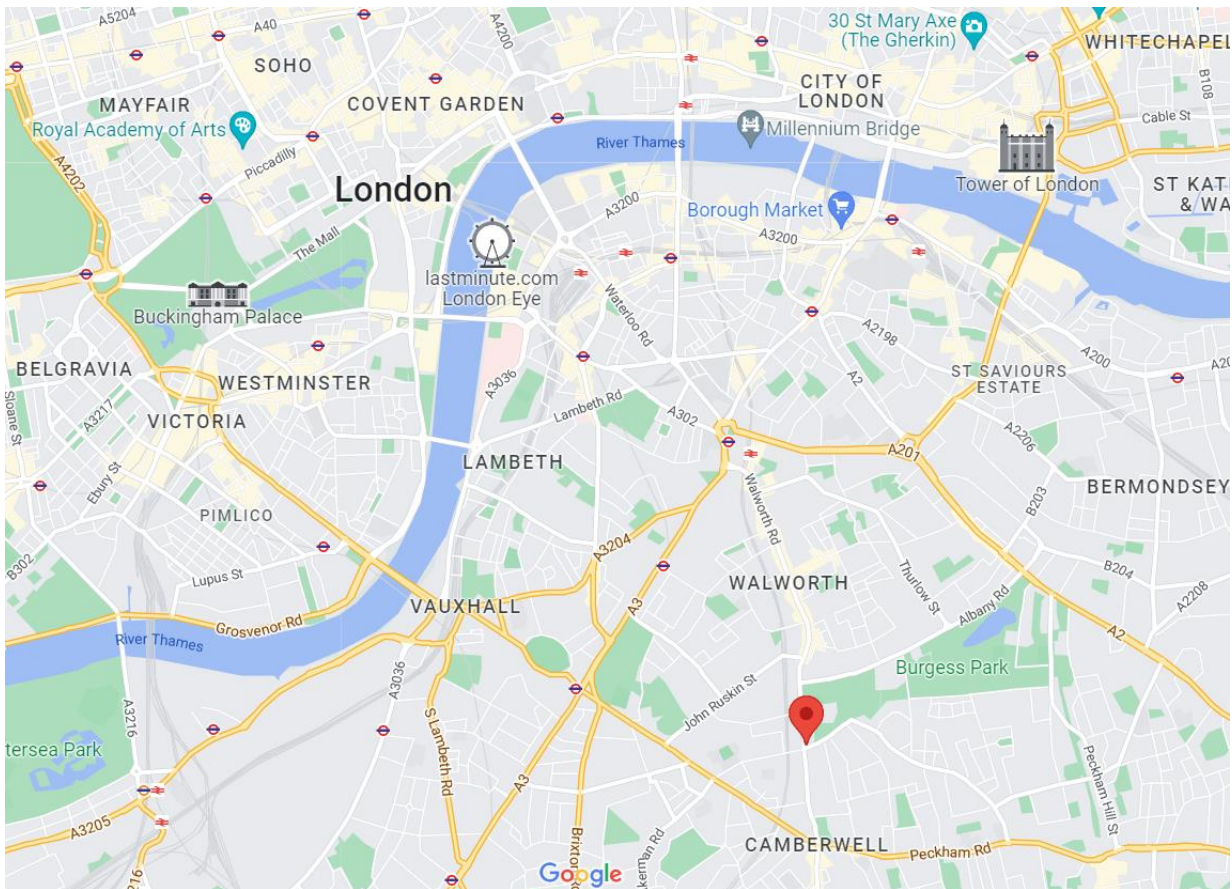 A5204
A40
SOHO
A4200
30 St Mary Axe
(The Gherkin)
WHITECHAPEL
B108
MAYFAIR
COVENT GARDEN
CITY OF
LONDON
Royal Academy of Arts
Piccadilly
River Thames
Millennium Bridge
Cable St
A4202
London
A3200
Borough Market
A3200
Tower of London
ST KAT
& WA
The Mall
lastminute.com
London Eye
Buckingham Palace
Waterloo Rd
A2198
A200
A20
BELGRAVIA
WESTMINSTER
A3036
A2
ST SAVIOURS
ESTATE
Sloane St
A3217
VICTORIA
Lambeth Rd
A302
A2206
LAMBETH
A201
Ebury St
Walworth Rd
BERMONDSEY
B203
PIMLICO
A3204
B302
Lupus St
WALWORTH
Thurlow St
B204
Albany Rd
A2208
VAUXHALL
A3
Grosvenor Rd
A2
River Thames
Burgess Park
A3036
John Ruskin St
A3216
S Lambeth Rd
tersea Park
A3
Peckham Hill St
A3205
Brixton Rd
kerman Rd
CAMBERWELL
Peckham Rd
Google